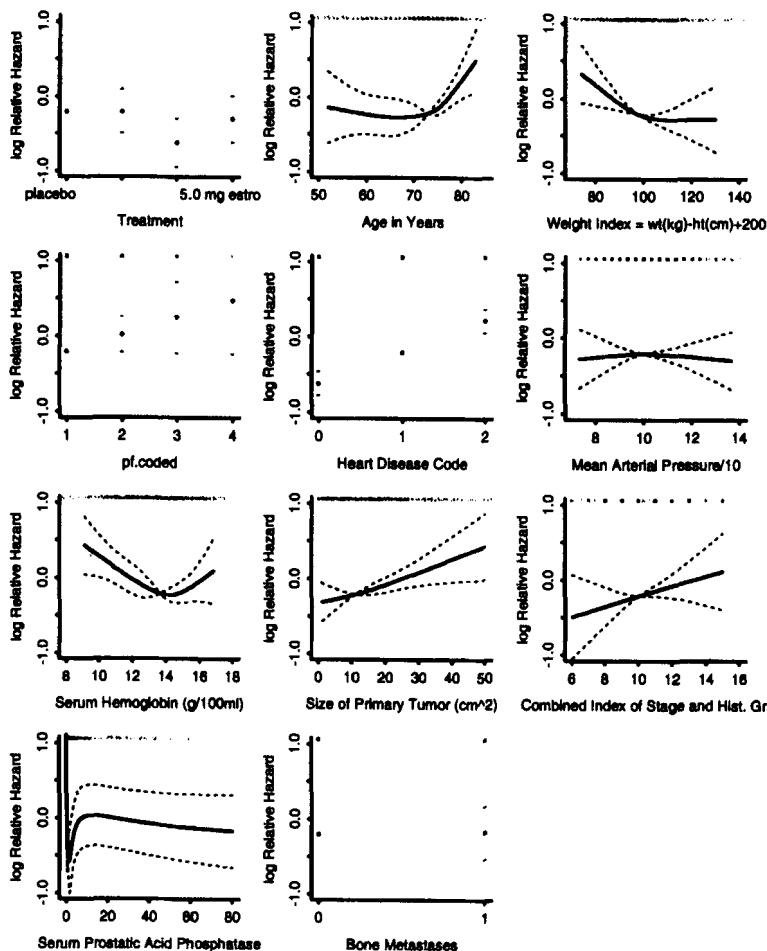 log Relative Hazard
1.0
0.0
-1.0
placebo
5.0 mg estro
Treatment
log Relative Hazard
1.0
0.0
-1.0
50 60 70 80
Age in Years
log Relative Hazard
1.0
0.0
-1.0
80 100 120 140
Weight Index = wt(kg)-ht(cm)+200
log Relative Hazard
1.0
0.0
-1.0
1 2 3 4
pf.coded
log Relative Hazard
1.0
0.0
-1.0
0 1 2
Heart Disease Code
log Relative Hazard
1.0
0.0
-1.0
8 10 12 14
Mean Arterial Pressure/10
log Relative Hazard
1.0
0.0
-1.0
8 10 12 14 16 18
Serum Hemoglobin (g/100ml)
log Relative Hazard
1.0
0.0
-1.0
0 10 20 30 40 50
Size of Primary Tumor (cm^2)
log Relative Hazard
1.0
0.0
-1.0
6 8 10 12 14 16
Combined Index of Stage and Hist. Gr
log Relative Hazard
1.0
0.0
-1.0
0 20 40 60 80
Serum Prostatic Acid Phosphatase
log Relative Hazard
1.0
0.0
-1.0
0 1
Bone Metastases